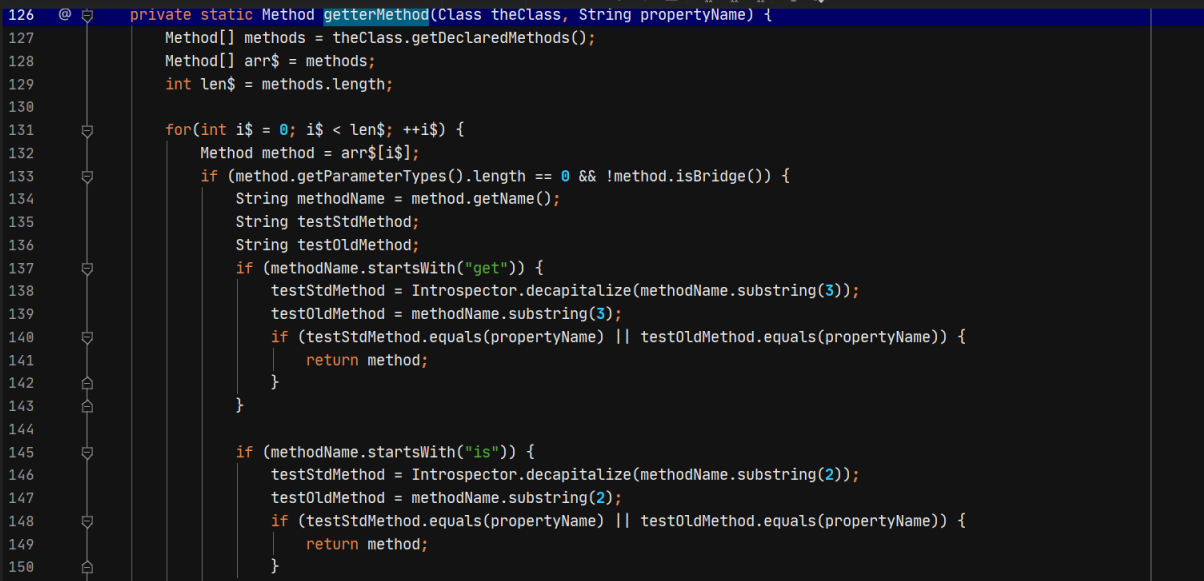 126 @ private static Method getterMethod(Class theClass, String propertyName) {
127 Method[] methods = theClass.getDeclaredMethods();
128 Method[] arr$ = methods;
129 int len$ = methods.length;
130
131 for(int i$ = 0; i$ < len$; ++i$) {
132 Method method = arr$[i$];
133 if (method.getParameterTypes().length == 0 && !method.isBridge()) {
134 String methodName = method.getName();
135 String testStdMethod;
136 String testOldMethod;
137 if (methodName.startsWith("get")) {
138 testStdMethod = Introspector.decapitalize(methodName.substring(3));
139 testOldMethod = methodName.substring(3);
140 if (testStdMethod.equals(propertyName) || testOldMethod.equals(propertyName)) {
141 return method;
142 }
143 }
144
145 if (methodName.startsWith("is")) {
146 testStdMethod = Introspector.decapitalize(methodName.substring(2));
147 testOldMethod = methodName.substring(2);
148 if (testStdMethod.equals(propertyName) || testOldMethod.equals(propertyName)) {
149 return method;
150 }